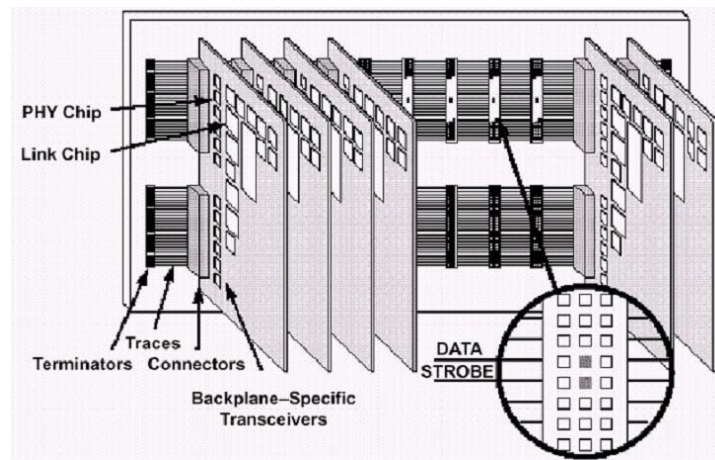 PHY Chip
Link Chip
Traces
Terminators Connectors
Backplane–Specific
Transceivers
DATA
STROBE